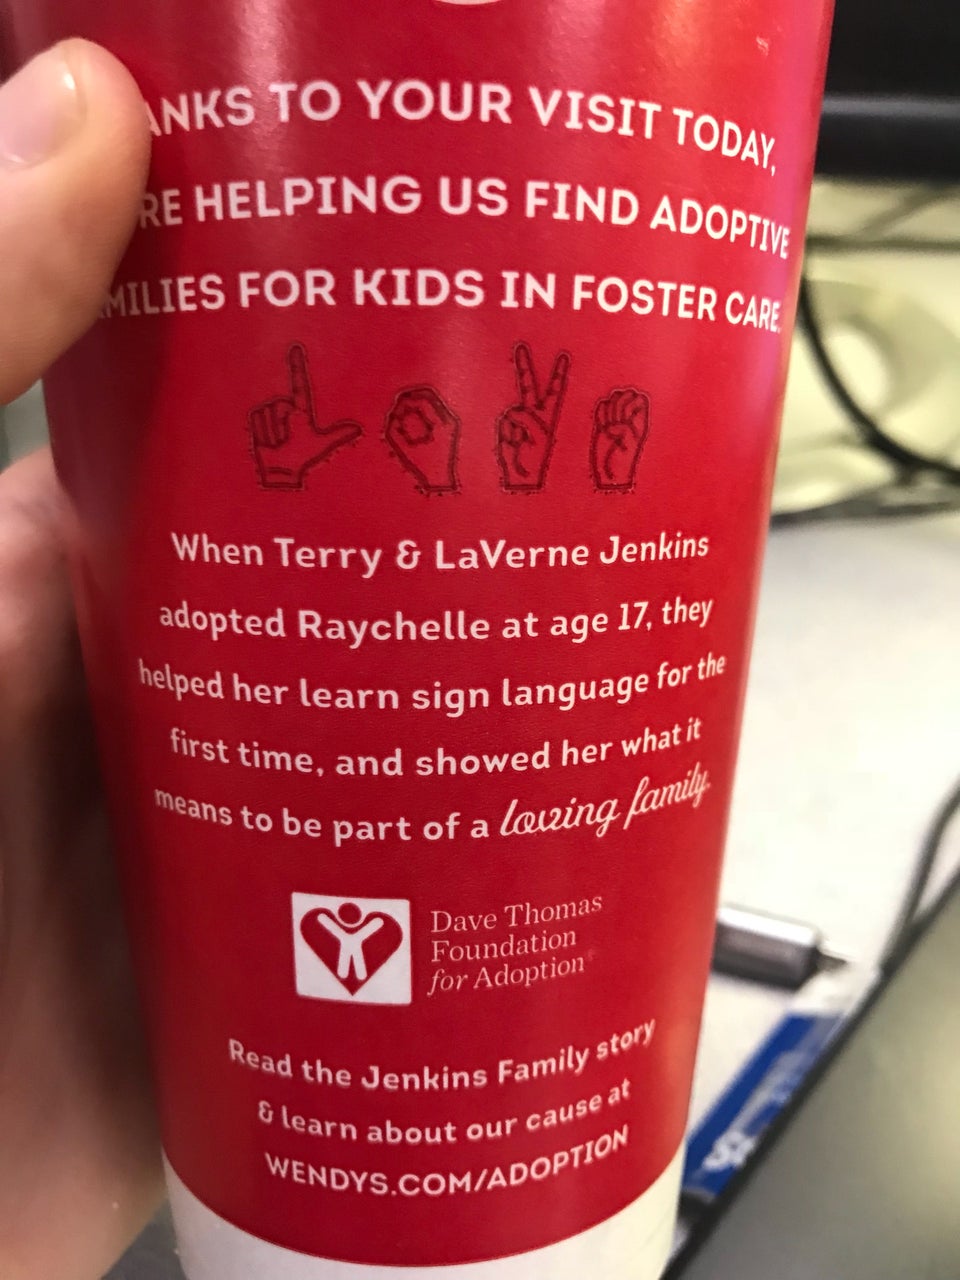 ANKS TO YOUR VISIT TODAY,
RE HELPING US FIND ADOPTIVE
MILIES FOR KIDS IN FOSTER CARE.
When Terry & LaVerne Jenkins
adopted Raychelle at age 17, they
helped her learn sign language for the
first time, and showed her what it
means to be part of a loving family.
Dave Thomas
Foundation
for Adoption®
Read the Jenkins Family story
& learn about our cause at
WENDYS.COM/ADOPTION